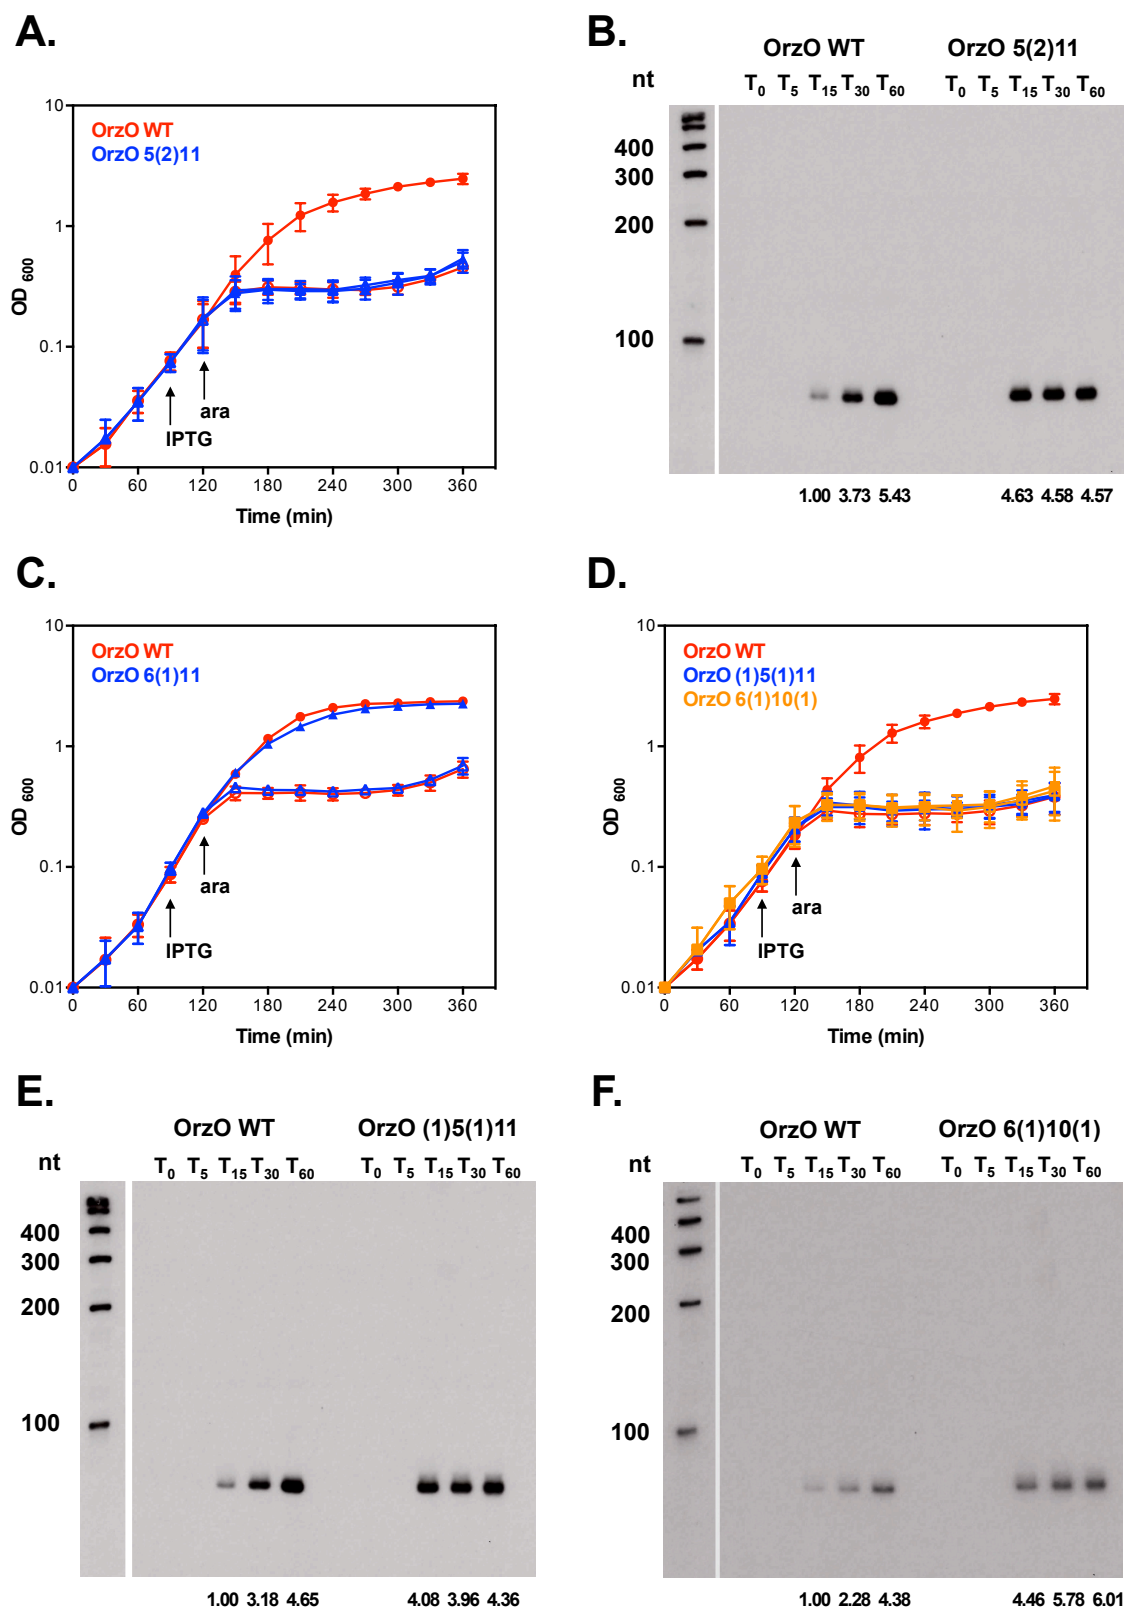 A.
OrzO WT
OrzO 5(2)11
10
1
0.1
0.01
OD 600
0 60 120 180 240 300 360
Time (min)
IPTG
ara
B.
OrzO WT OrzO 5(2)11
nt T0 T5 T15 T30 T60 T0 T5 T15 T30 T60
400
300
200
100
1.00 3.73 5.43 4.63 4.58 4.57
C.
OrzO WT
OrzO 6(1)11
10
1
0.1
0.01
OD 600
0 60 120 180 240 300 360
Time (min)
IPTG
ara
D.
OrzO WT
OrzO (1)5(1)11
OrzO 6(1)10(1)
10
1
0.1
0.01
OD 600
0 60 120 180 240 300 360
Time (min)
IPTG
ara
E.
OrzO WT OrzO (1)5(1)11
nt T0 T5 T15 T30 T60 T0 T5 T15 T30 T60
400
300
200
100
1.00 3.18 4.65 4.08 3.96 4.36
F.
OrzO WT OrzO 6(1)10(1)
nt T0 T5 T15 T30 T60 T0 T5 T15 T30 T60
400
300
200
100
1.00 2.28 4.38 4.46 5.78 6.01